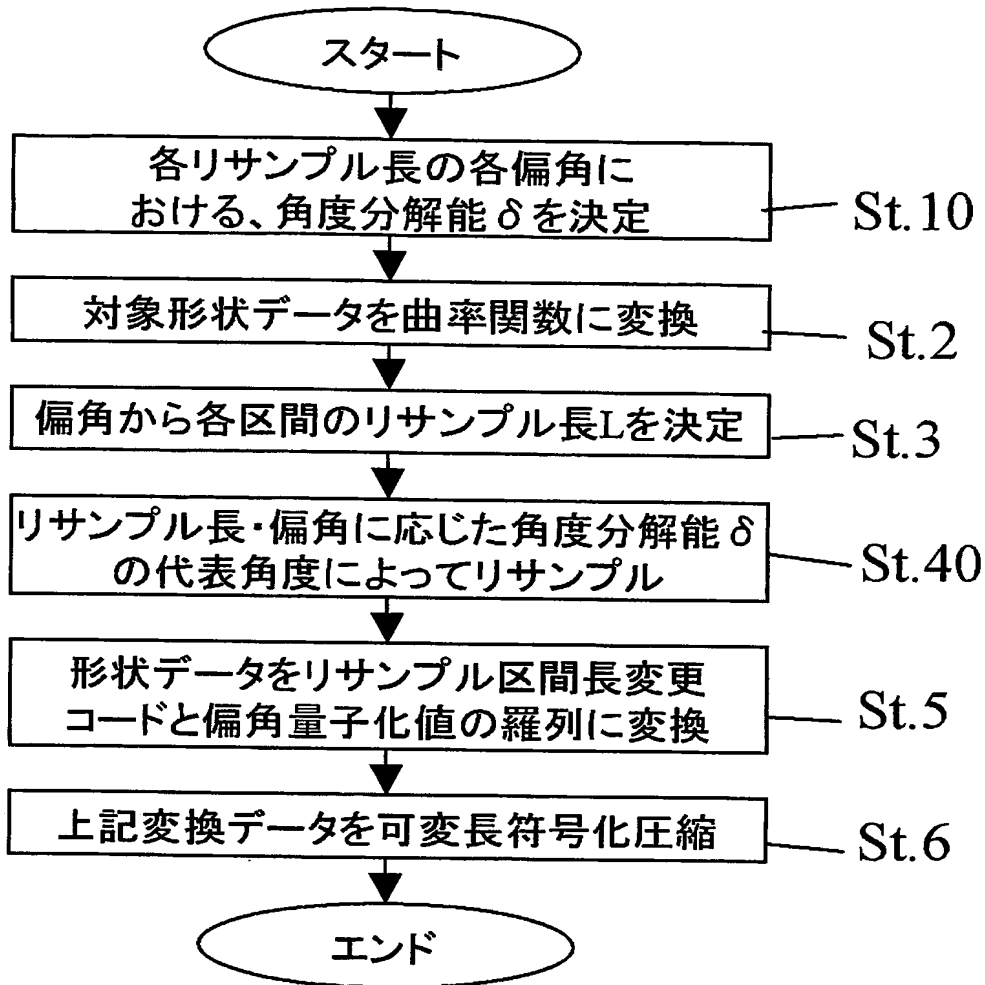 スタート
各リサンプル長の各偏角に
おける、角度分解能δを決定
St.10
対象形状データを曲率関数に変換
St.2
偏角から各区間のリサンプル長Lを決定
St.3
リサンプル長・偏角に応じた角度分解能δ
の代表角度によってリサンプル
St.40
形状データをリサンプル区間長変更
コードと偏角量子化値の羅列に変換
St.5
上記変換データを可変長符号化圧縮
St.6
エンド